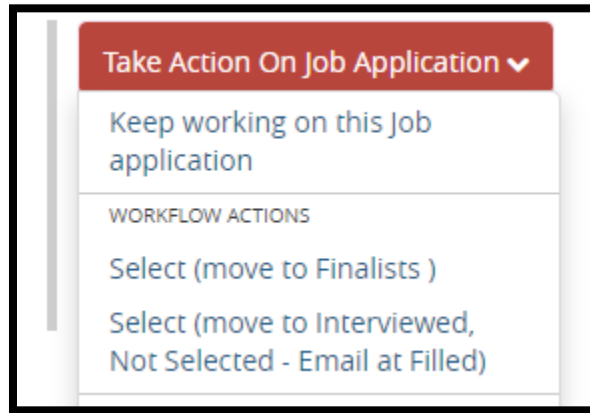 Take Action On Job Application
Keep working on this Job
application
WORKFLOW ACTIONS
Select (move to Finalists )
Select (move to Interviewed,
Not Selected - Email at Filled)